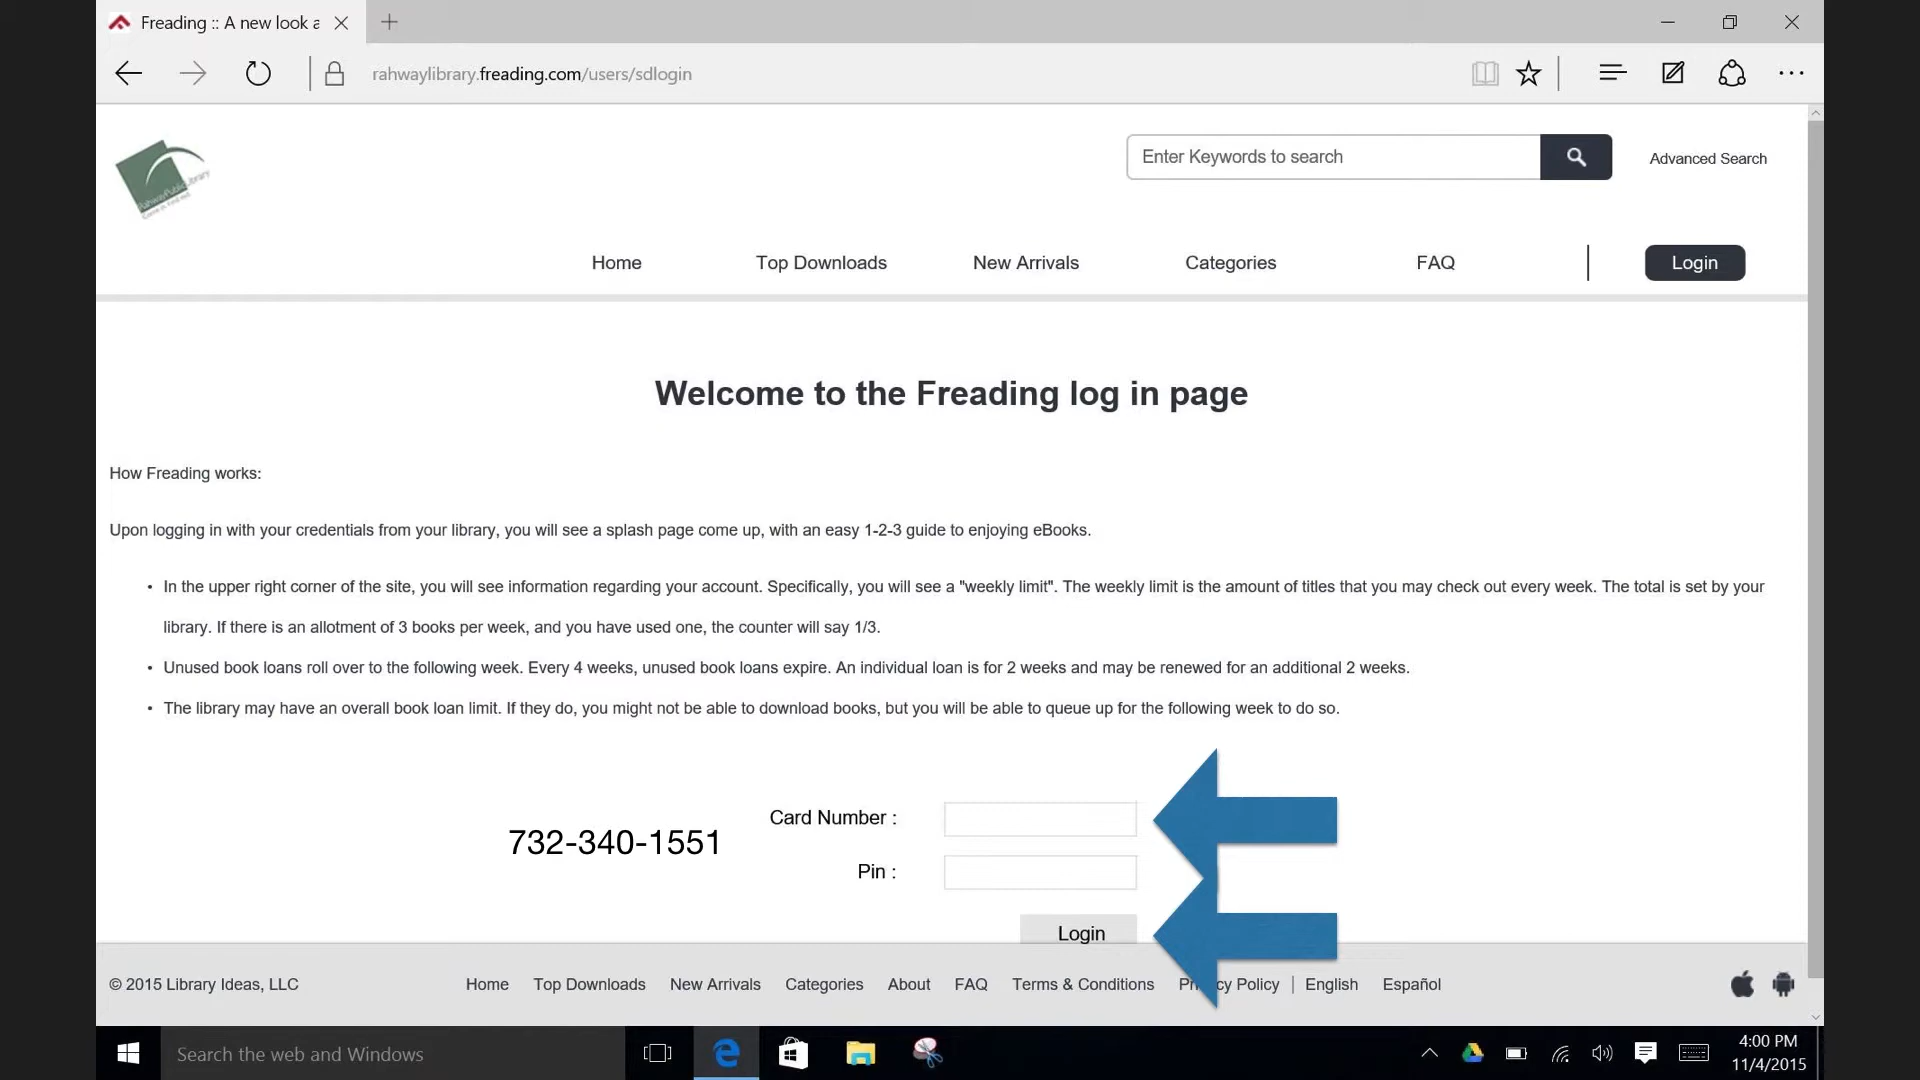 Freading :: A new look a
rahwaylibrary.freading.com/users/sdlogin
Enter Keywords to search
Advanced Search
Rahway Public Library
Home
Top Downloads
New Arrivals
Categories
FAQ
Login
Welcome to the Freading log in page
How Freading works:
Upon logging in with your credentials from your library, you will see a splash page come up, with an easy 1-2-3 guide to enjoying eBooks.
• In the upper right corner of the site, you will see information regarding your account. Specifically, you will see a "weekly limit". The weekly limit is the amount of titles that you may check out every week. The total is set by your
library. If there is an allotment of 3 books per week, and you have used one, the counter will say 1/3.
• Unused book loans roll over to the following week. Every 4 weeks, unused book loans expire. An individual loan is for 2 weeks and may be renewed for an additional 2 weeks.
• The library may have an overall book loan limit. If they do, you might not be able to download books, but you will be able to queue up for the following week to do so.
Card Number :
732-340-1551
Pin :
Login
© 2015 Library Ideas, LLC
Home
Top Downloads
New Arrivals
Categories
About
FAQ
Terms & Conditions
Policy
English
Español
Search the web and Windows
4:00 PM
11/4/2015